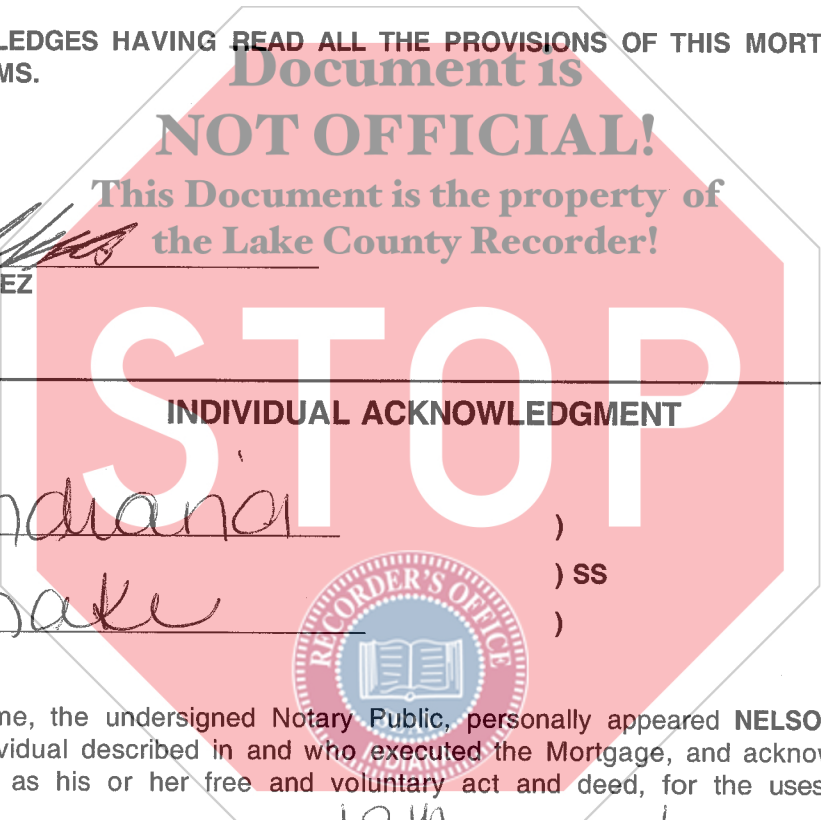 LEDGES HAVING READ ALL THE PROVISIONS OF THIS MORT
MS.
Document is
NOT OFFICIAL!
This Document is the property of
the Lake County Recorder!
EZ
STOP
INDIVIDUAL ACKNOWLEDGMENT
ndiana )
) SS
ake )
RECORDER'S OFFICE
me, the undersigned Notary Public, personally appeared NELSO
vidual described in and who executed the Mortgage, and acknow
as his or her free and voluntary act and deed, for the uses